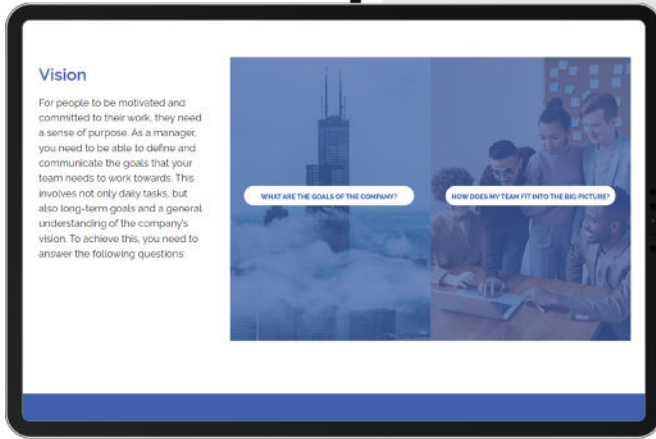 Vision
For people to be motivated and
committed to their work, they need
a sense of purpose. As a manager,
you need to be able to define and
communicate the goals that your
team needs to work towards. This
involves not only daily tasks, but
also long-term goals and a general
understanding of the company's
vision. To achieve this, you need to
answer the following questions:
WHAT ARE THE GOALS OF THE COMPANY?
HOW DOES MY TEAM FIT INTO THE BIG PICTURE?